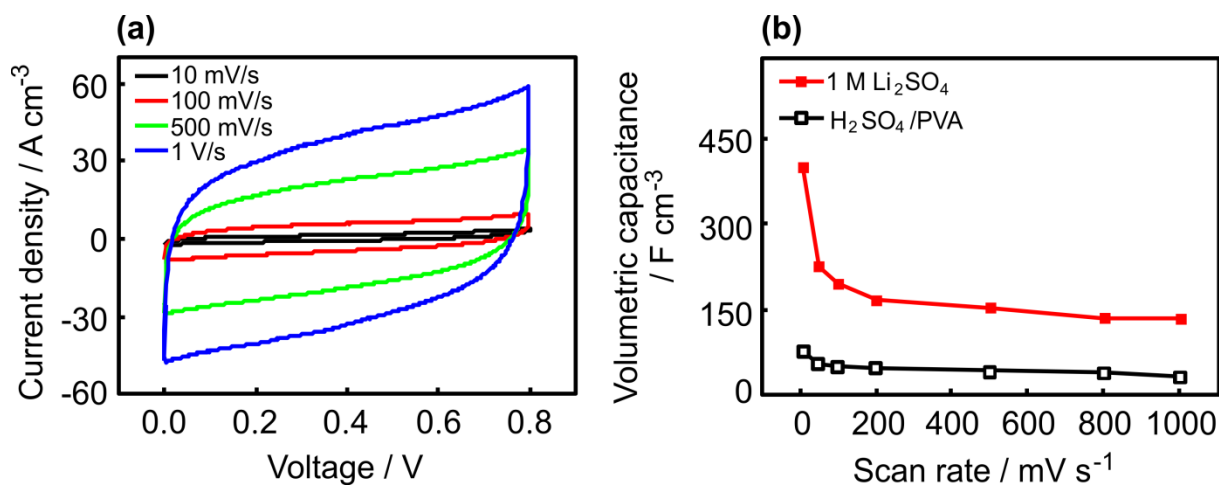 (a)
Current density / A cm⁻³
60
30
0
-30
-60
10 mV/s
100 mV/s
500 mV/s
1 V/s
0.0 0.2 0.4 0.6 0.8
Voltage / V
(b)
Volumetric capacitance
/ F cm⁻³
450
300
150
0
1 M Li₂SO₄
H₂SO₄/PVA
0 200 400 600 800 1000
Scan rate / mV s⁻¹